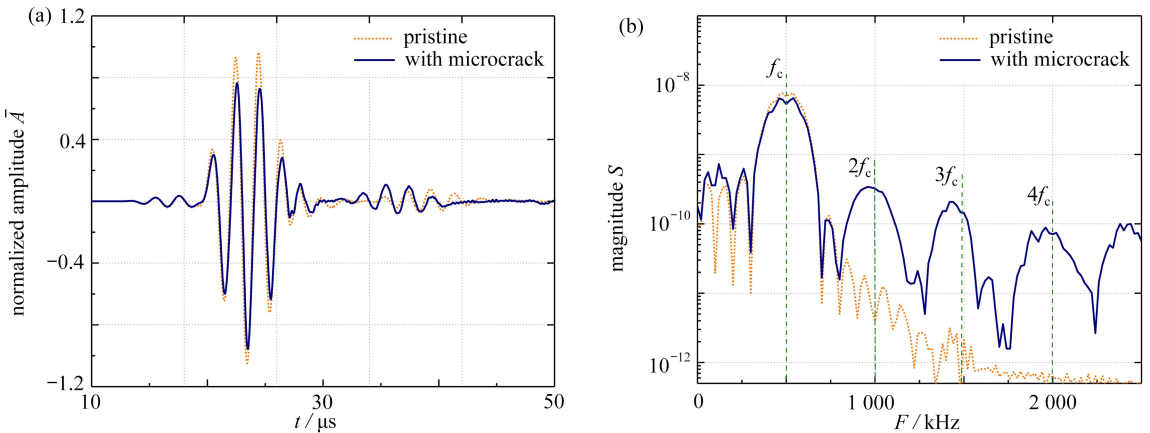 (a)
1.2
0.4
−0.4
−1.2
normalized amplitude Ā
pristine
with microcrack
10
30
50
t / μs
(b)
10⁻⁸
10⁻¹⁰
10⁻¹²
magnitude S
pristine
with microcrack
f_c
2f_c
3f_c
4f_c
0
1 000
2 000
F / kHz